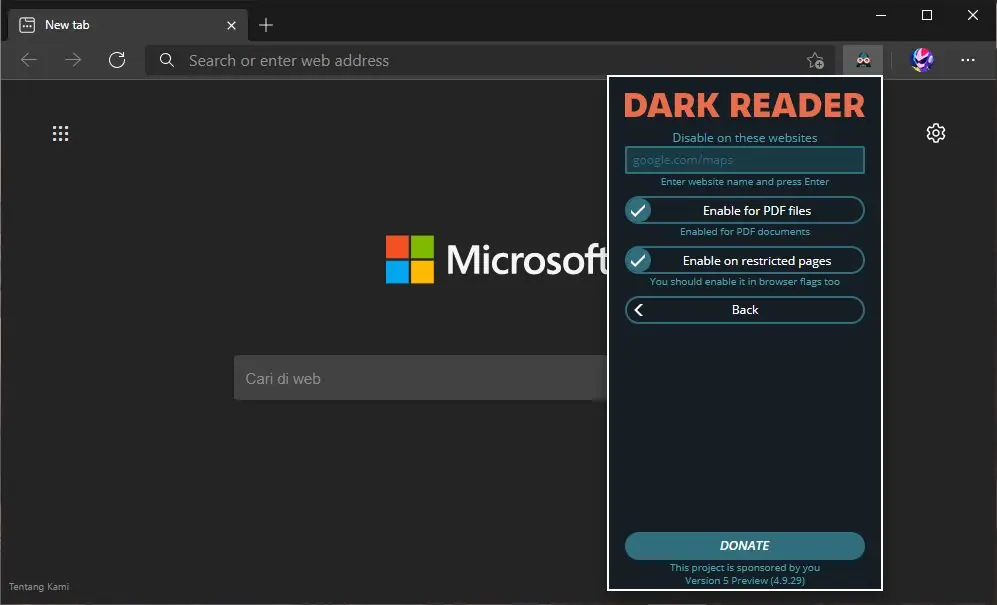 New tab
Search or enter web address
DARK READER
Disable on these websites
google.com/maps
Enter website name and press Enter
Enable for PDF files
Enabled for PDF documents
Enable on restricted pages
You should enable it in browser flags too
Back
Microsoft
Cari di web
DONATE
This project is sponsored by you
Version 5 Preview (4.9.29)
Tentang Kami